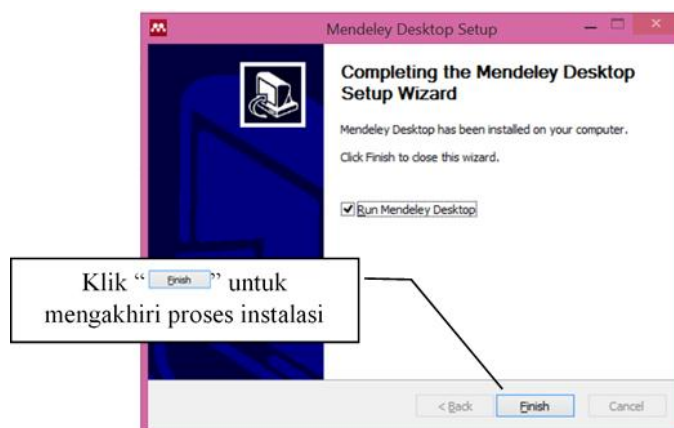 Mendeley Desktop Setup
Completing the Mendeley Desktop
Setup Wizard
Mendeley Desktop has been installed on your computer.
Click Finish to close this wizard.
Run Mendeley Desktop
Klik “ Finish ” untuk
mengakhiri proses instalasi
< Back Finish Cancel